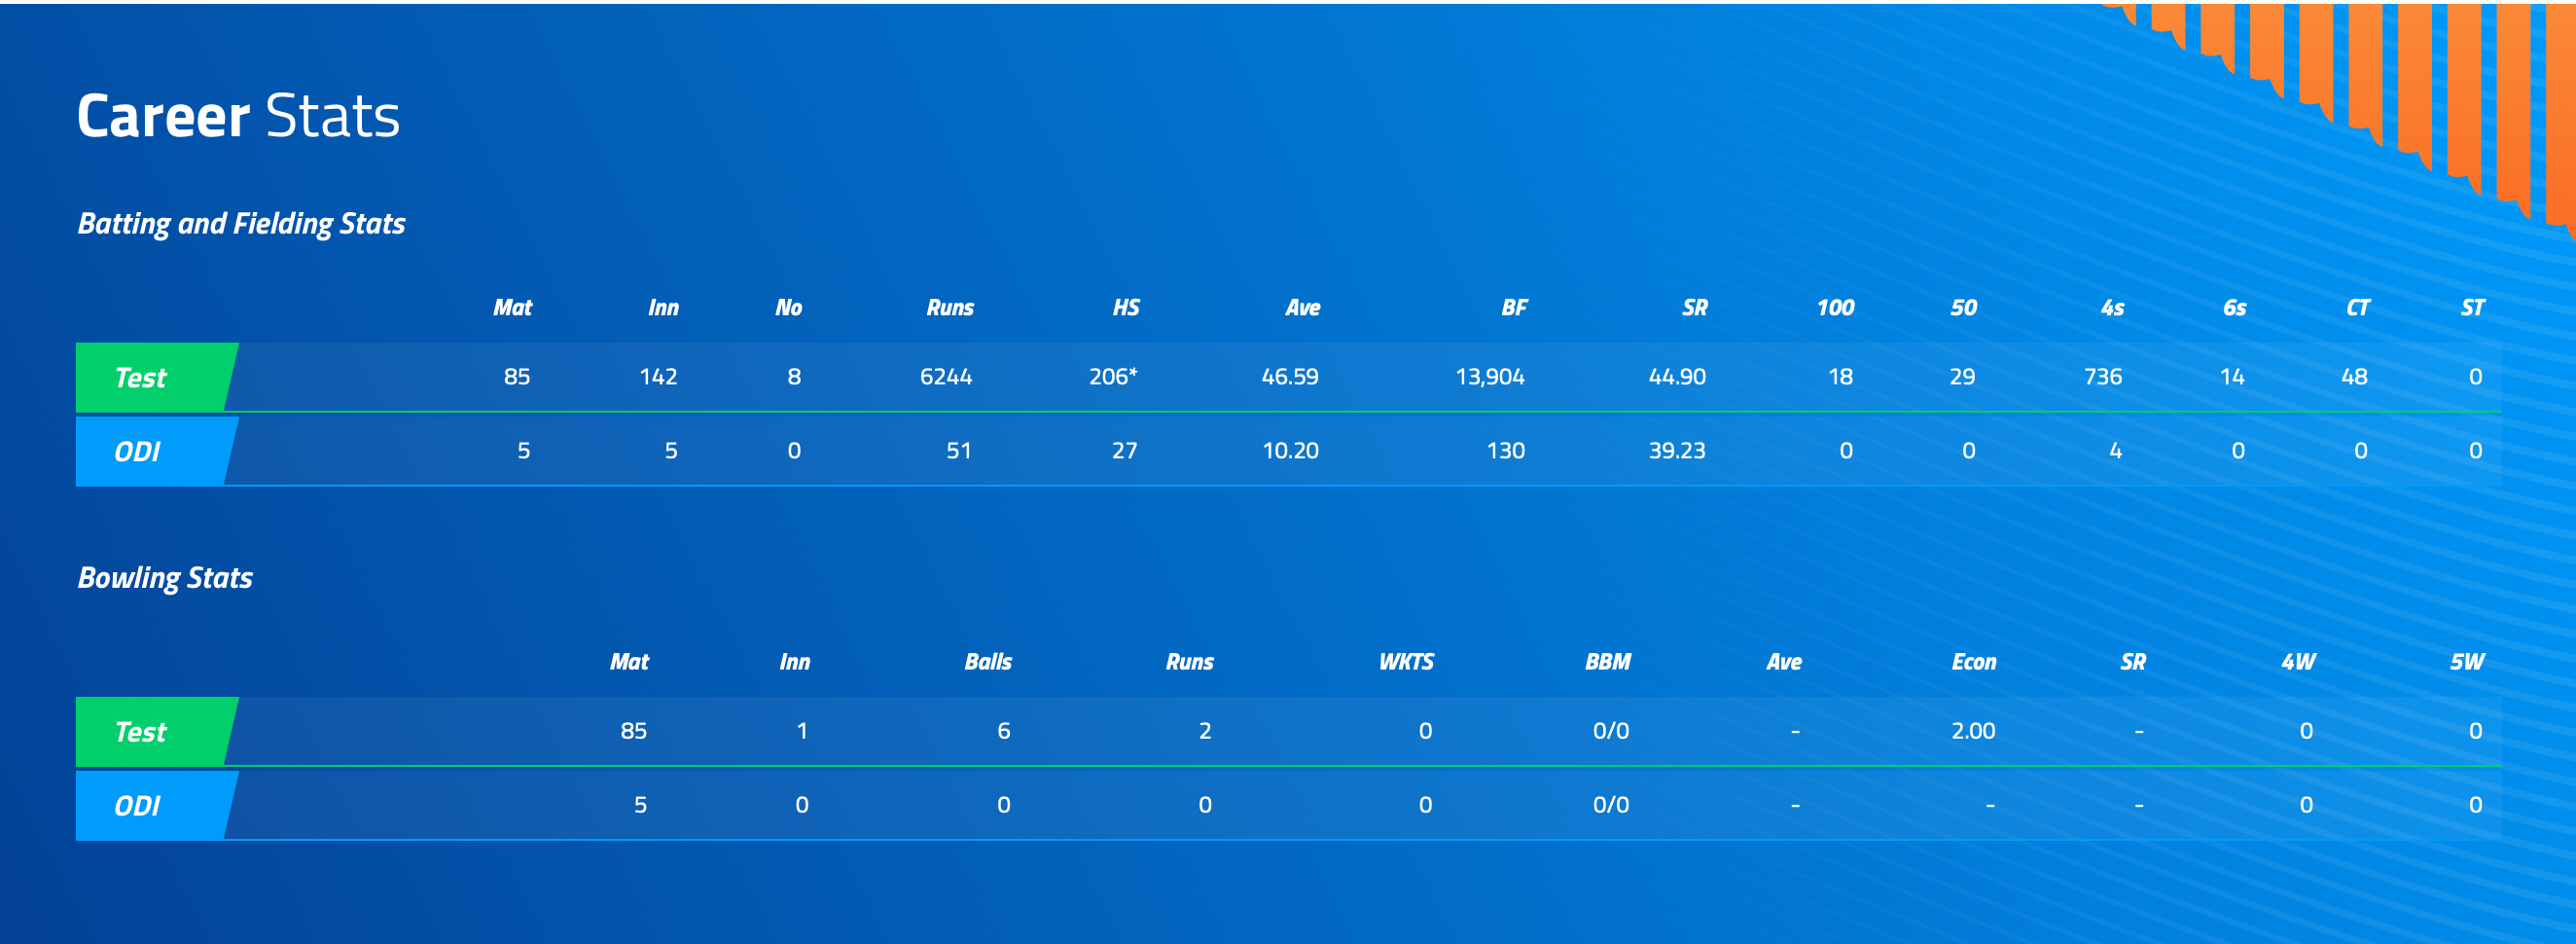 Career Stats
Batting and Fielding Stats
Mat Inn No Runs HS Ave BF SR 100 50 4s 6s CT ST
Test 85 142 8 6244 206* 46.59 13,904 44.90 18 29 736 14 48 0
ODI 5 5 0 51 27 10.20 130 39.23 0 0 4 0 0 0
Bowling Stats
Mat Inn Balls Runs WKTS BBM Ave Econ SR 4W 5W
Test 85 1 6 2 0 0/0 - 2.00 - 0 0
ODI 5 0 0 0 0 0/0 - - - 0 0